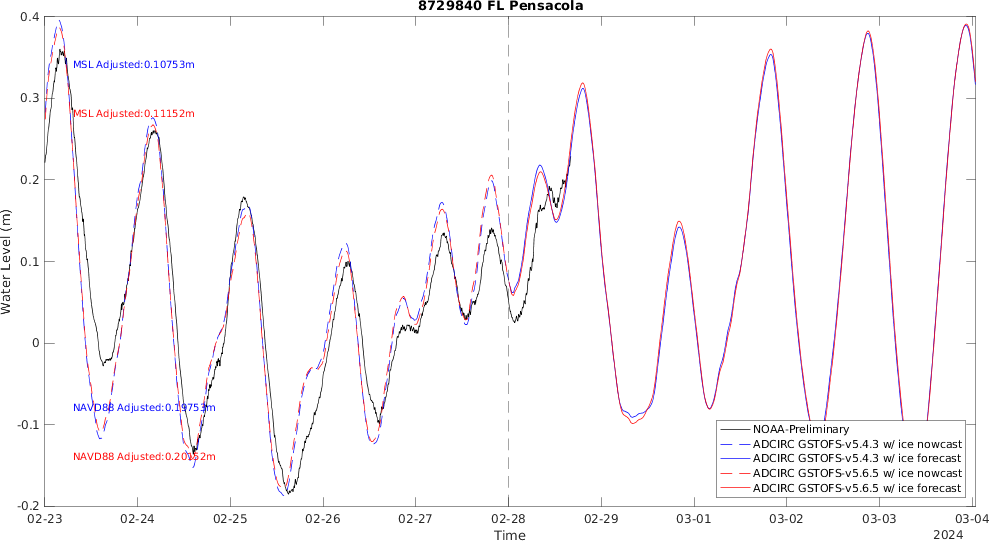 8729840 FL Pensacola
0.4
0.3
0.2
0.1
0
-0.1
-0.2
Water Level (m)
MSL Adjusted:0.10753m
MSL Adjusted:0.11152m
NAVD88 Adjusted:0.19753m
NAVD88 Adjusted:0.20152m
NOAA-Preliminary
ADCIRC GSTOFS-v5.4.3 w/ ice nowcast
ADCIRC GSTOFS-v5.4.3 w/ ice forecast
ADCIRC GSTOFS-v5.6.5 w/ ice nowcast
ADCIRC GSTOFS-v5.6.5 w/ ice forecast
02-23 02-24 02-25 02-26 02-27 02-28 02-29 03-01 03-02 03-03 03-04
Time
2024